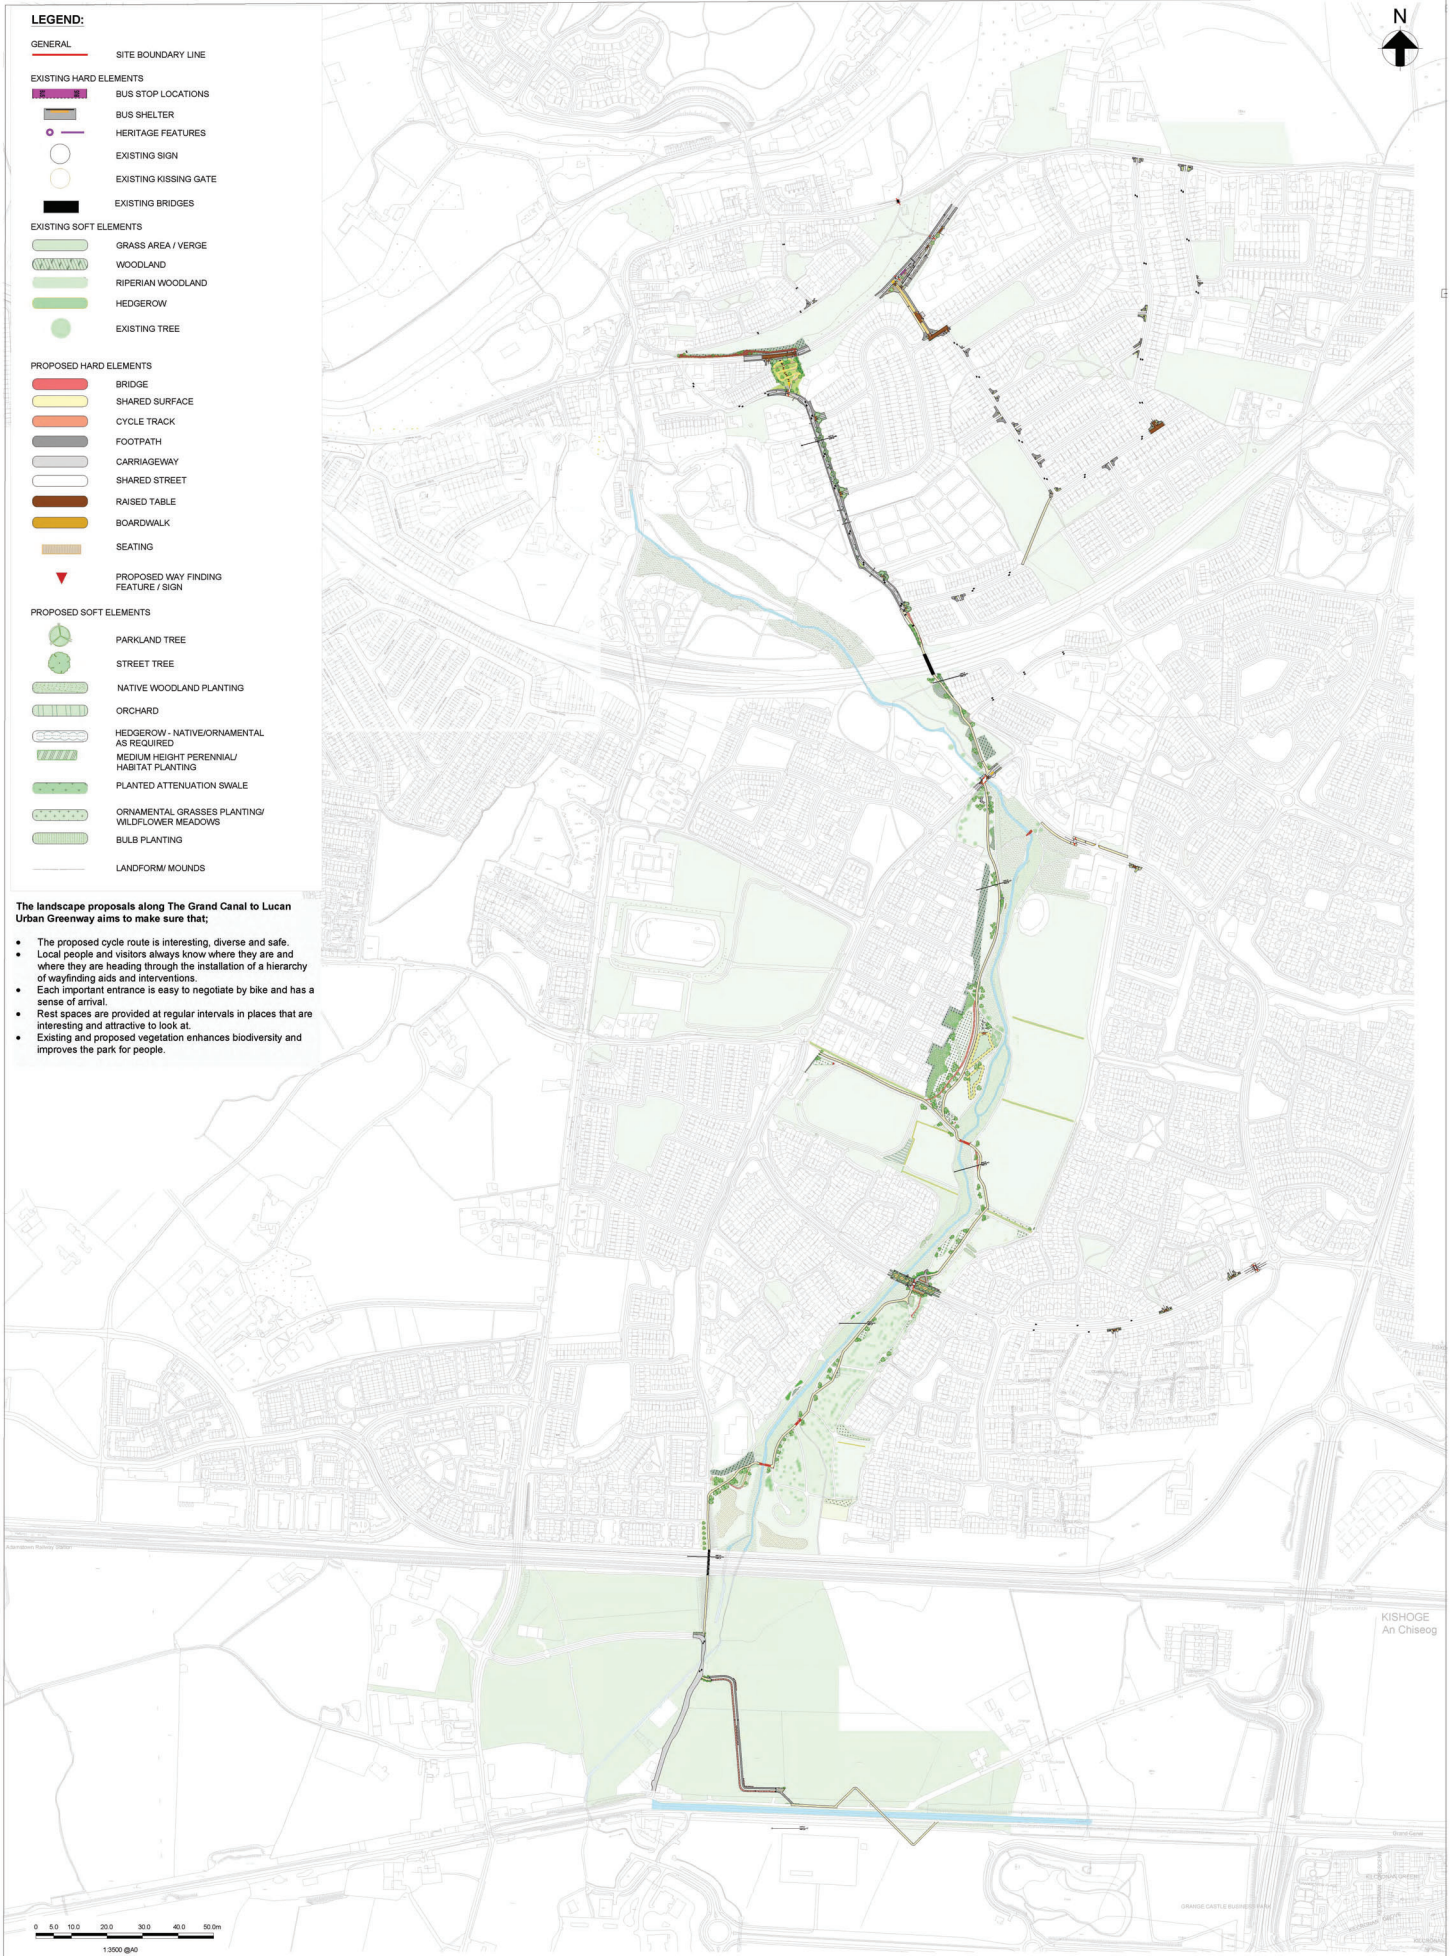 LEGEND:
GENERAL
SITE BOUNDARY LINE
EXISTING HARD ELEMENTS
BUS STOP LOCATIONS
BUS SHELTER
HERITAGE FEATURES
EXISTING SIGN
EXISTING KISSING GATE
EXISTING BRIDGES
EXISTING SOFT ELEMENTS
GRASS AREA / VERGE
WOODLAND
RIPERIAN WOODLAND
HEDGEROW
EXISTING TREE
PROPOSED HARD ELEMENTS
BRIDGE
SHARED SURFACE
CYCLE TRACK
FOOTPATH
CARRIAGEWAY
SHARED STREET
RAISED TABLE
BOARDWALK
SEATING
PROPOSED WAY FINDING
FEATURE / SIGN
PROPOSED SOFT ELEMENTS
PARKLAND TREE
STREET TREE
NATIVE WOODLAND PLANTING
ORCHARD
HEDGEROW - NATIVE/ORNAMENTAL
AS REQUIRED
MEDIUM HEIGHT PERENNIAL/
HABITAT PLANTING
PLANTED ATTENUATION SWALE
ORNAMENTAL GRASSES PLANTING/
WILDFLOWER MEADOWS
BULB PLANTING
LANDFORM/ MOUNDS
The landscape proposals along The Grand Canal to Lucan
Urban Greenway aims to make sure that;
• The proposed cycle route is interesting, diverse and safe.
• Local people and visitors always know where they are and
where they are heading through the installation of a hierarchy
of wayfinding aids and interventions.
• Each important entrance is easy to negotiate by bike and has a
sense of arrival.
• Rest spaces are provided at regular intervals in places that are
interesting and attractive to look at.
• Existing and proposed vegetation enhances biodiversity and
improves the park for people.
N
Adamstown Railway Station
KISHOGE
An Chiseog
Grand Canal
GRANGE CASTLE BUSINESS PARK
0 5.0 10.0 20.0 30.0 40.0 50.0m
1:3500 @A0